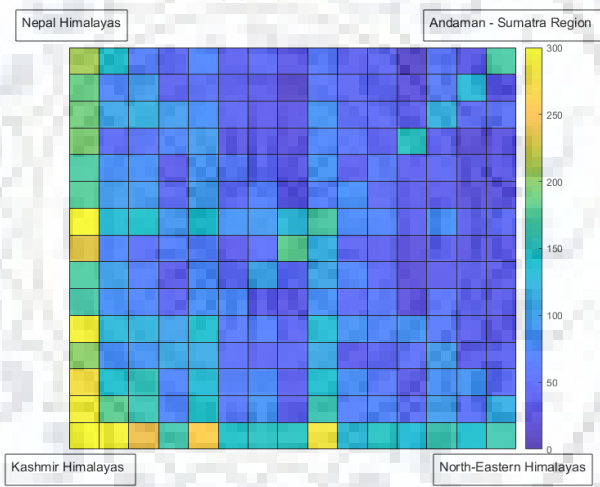 Nepal Himalayas
Andaman - Sumatra Region
300
250
200
150
100
50
0
Kashmir Himalayas
North-Eastern Himalayas